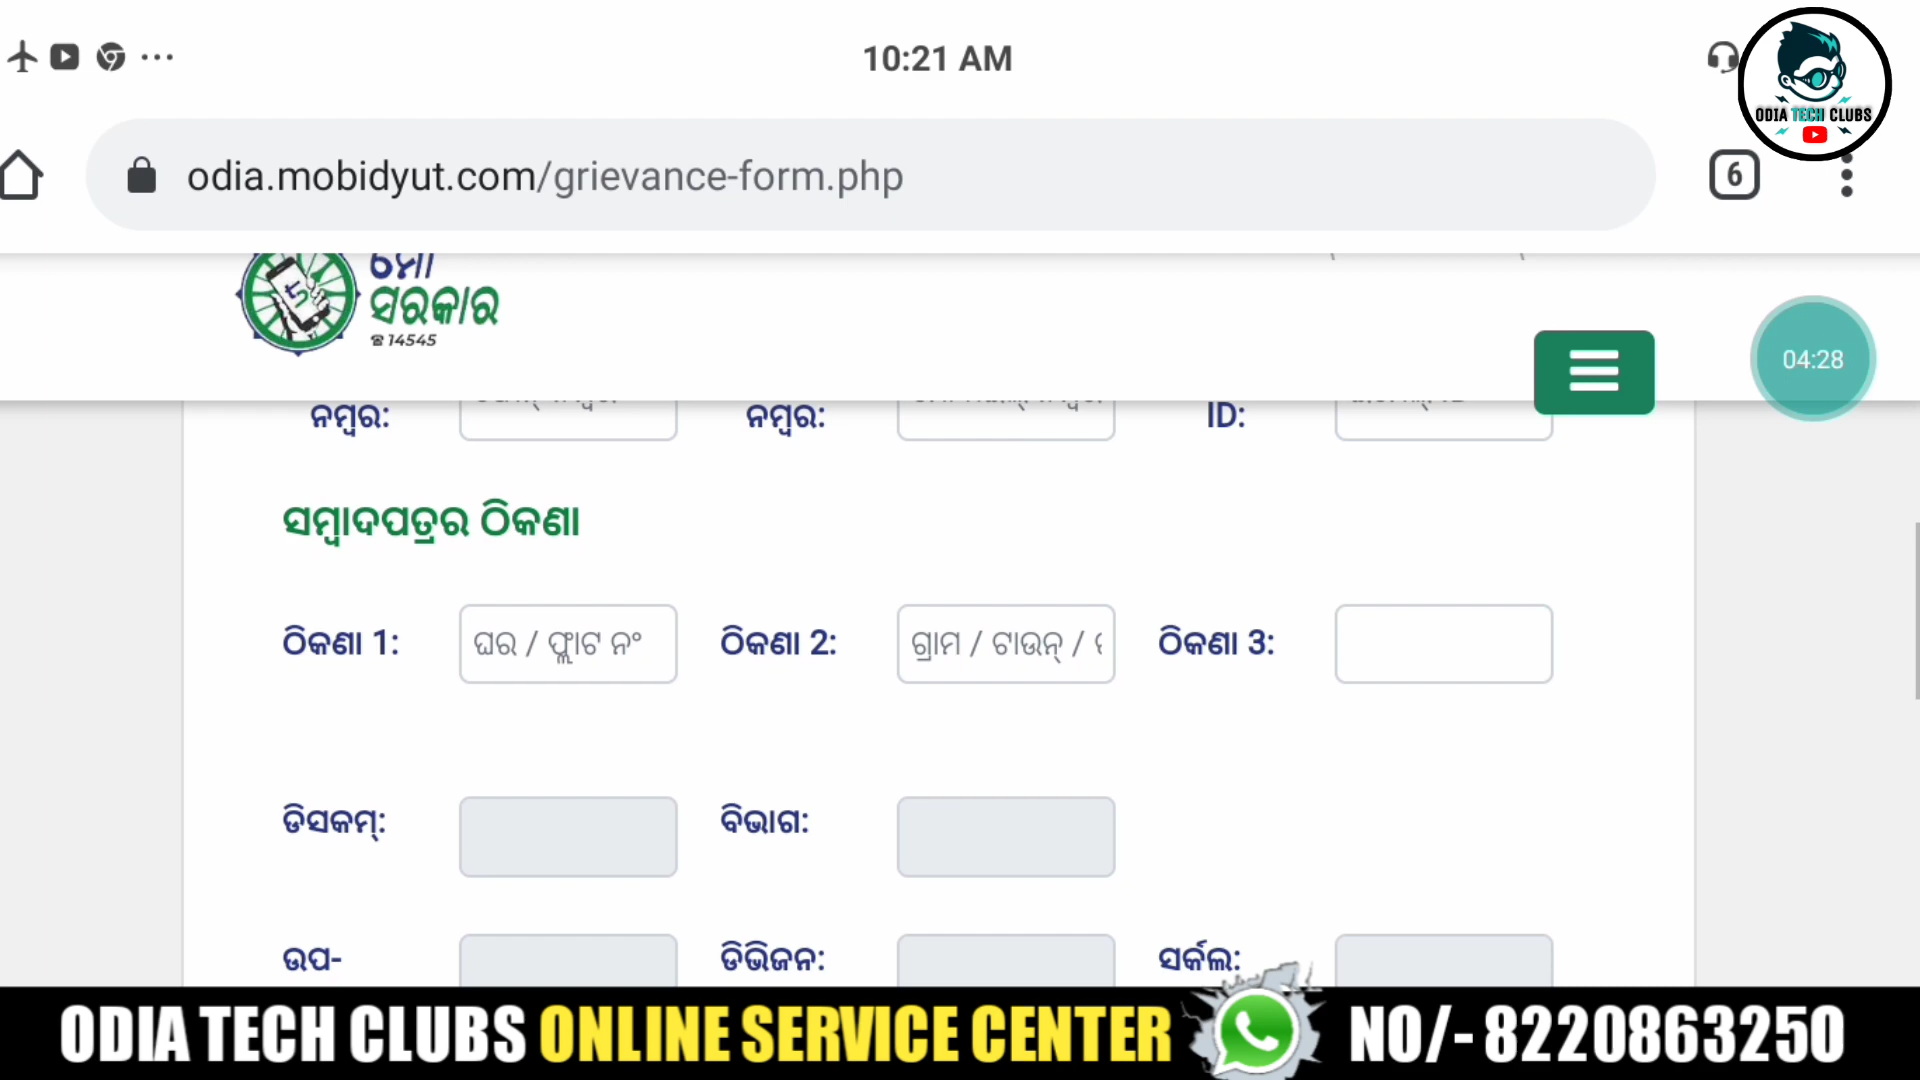 10:21 AM
ODIA TECH CLUBS
odia.mobidyut.com/grievance-form.php
6
ମୋ
ସରକାର
☎14545
04:28
ନମ୍ବର:
ନମ୍ବର:
ID:
ସମ୍ବାଦପତ୍ରର ଠିକଣା
ଠିକଣା 1: ଘର / ଫ୍ଲାଟ ନଂ ଠିକଣା 2: ଗ୍ରାମ / ଟାଉନ୍ / ଠିକଣା 3:
ଡିସକମ୍: ବିଭାଗ:
ଉପ- ଡିଭିଜନ: ସର୍କଲ:
ODIA TECH CLUBS ONLINE SERVICE CENTER NO/- 8220863250